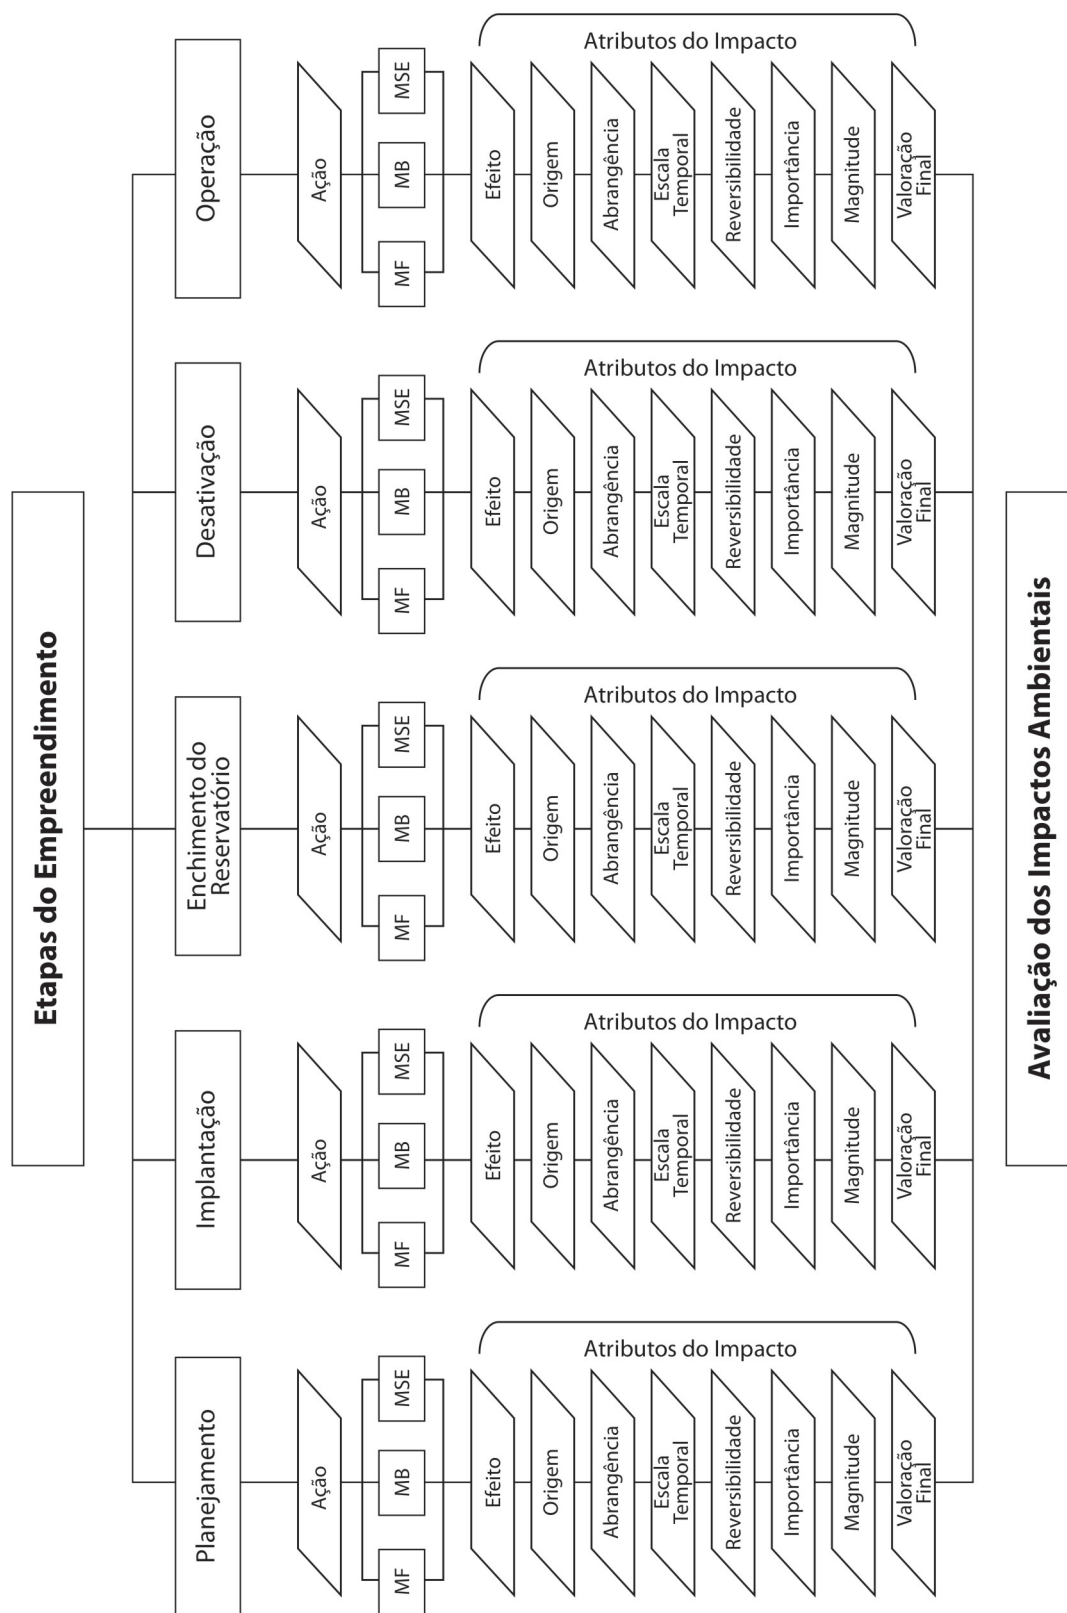 Etapas do Empreendimento
Planejamento
Ação
MF
MB
MSE
Atributos do Impacto
Efeito
Origem
Abrangência
Escala
Temporal
Reversibilidade
Importância
Magnitude
Valoração
Final
Implantação
Ação
MF
MB
MSE
Atributos do Impacto
Efeito
Origem
Abrangência
Escala
Temporal
Reversibilidade
Importância
Magnitude
Valoração
Final
Enchimento do
Reservatório
Ação
MF
MB
MSE
Atributos do Impacto
Efeito
Origem
Abrangência
Escala
Temporal
Reversibilidade
Importância
Magnitude
Valoração
Final
Desativação
Ação
MF
MB
MSE
Atributos do Impacto
Efeito
Origem
Abrangência
Escala
Temporal
Reversibilidade
Importância
Magnitude
Valoração
Final
Operação
Ação
MF
MB
MSE
Atributos do Impacto
Efeito
Origem
Abrangência
Escala
Temporal
Reversibilidade
Importância
Magnitude
Valoração
Final
Avaliação dos Impactos Ambientais